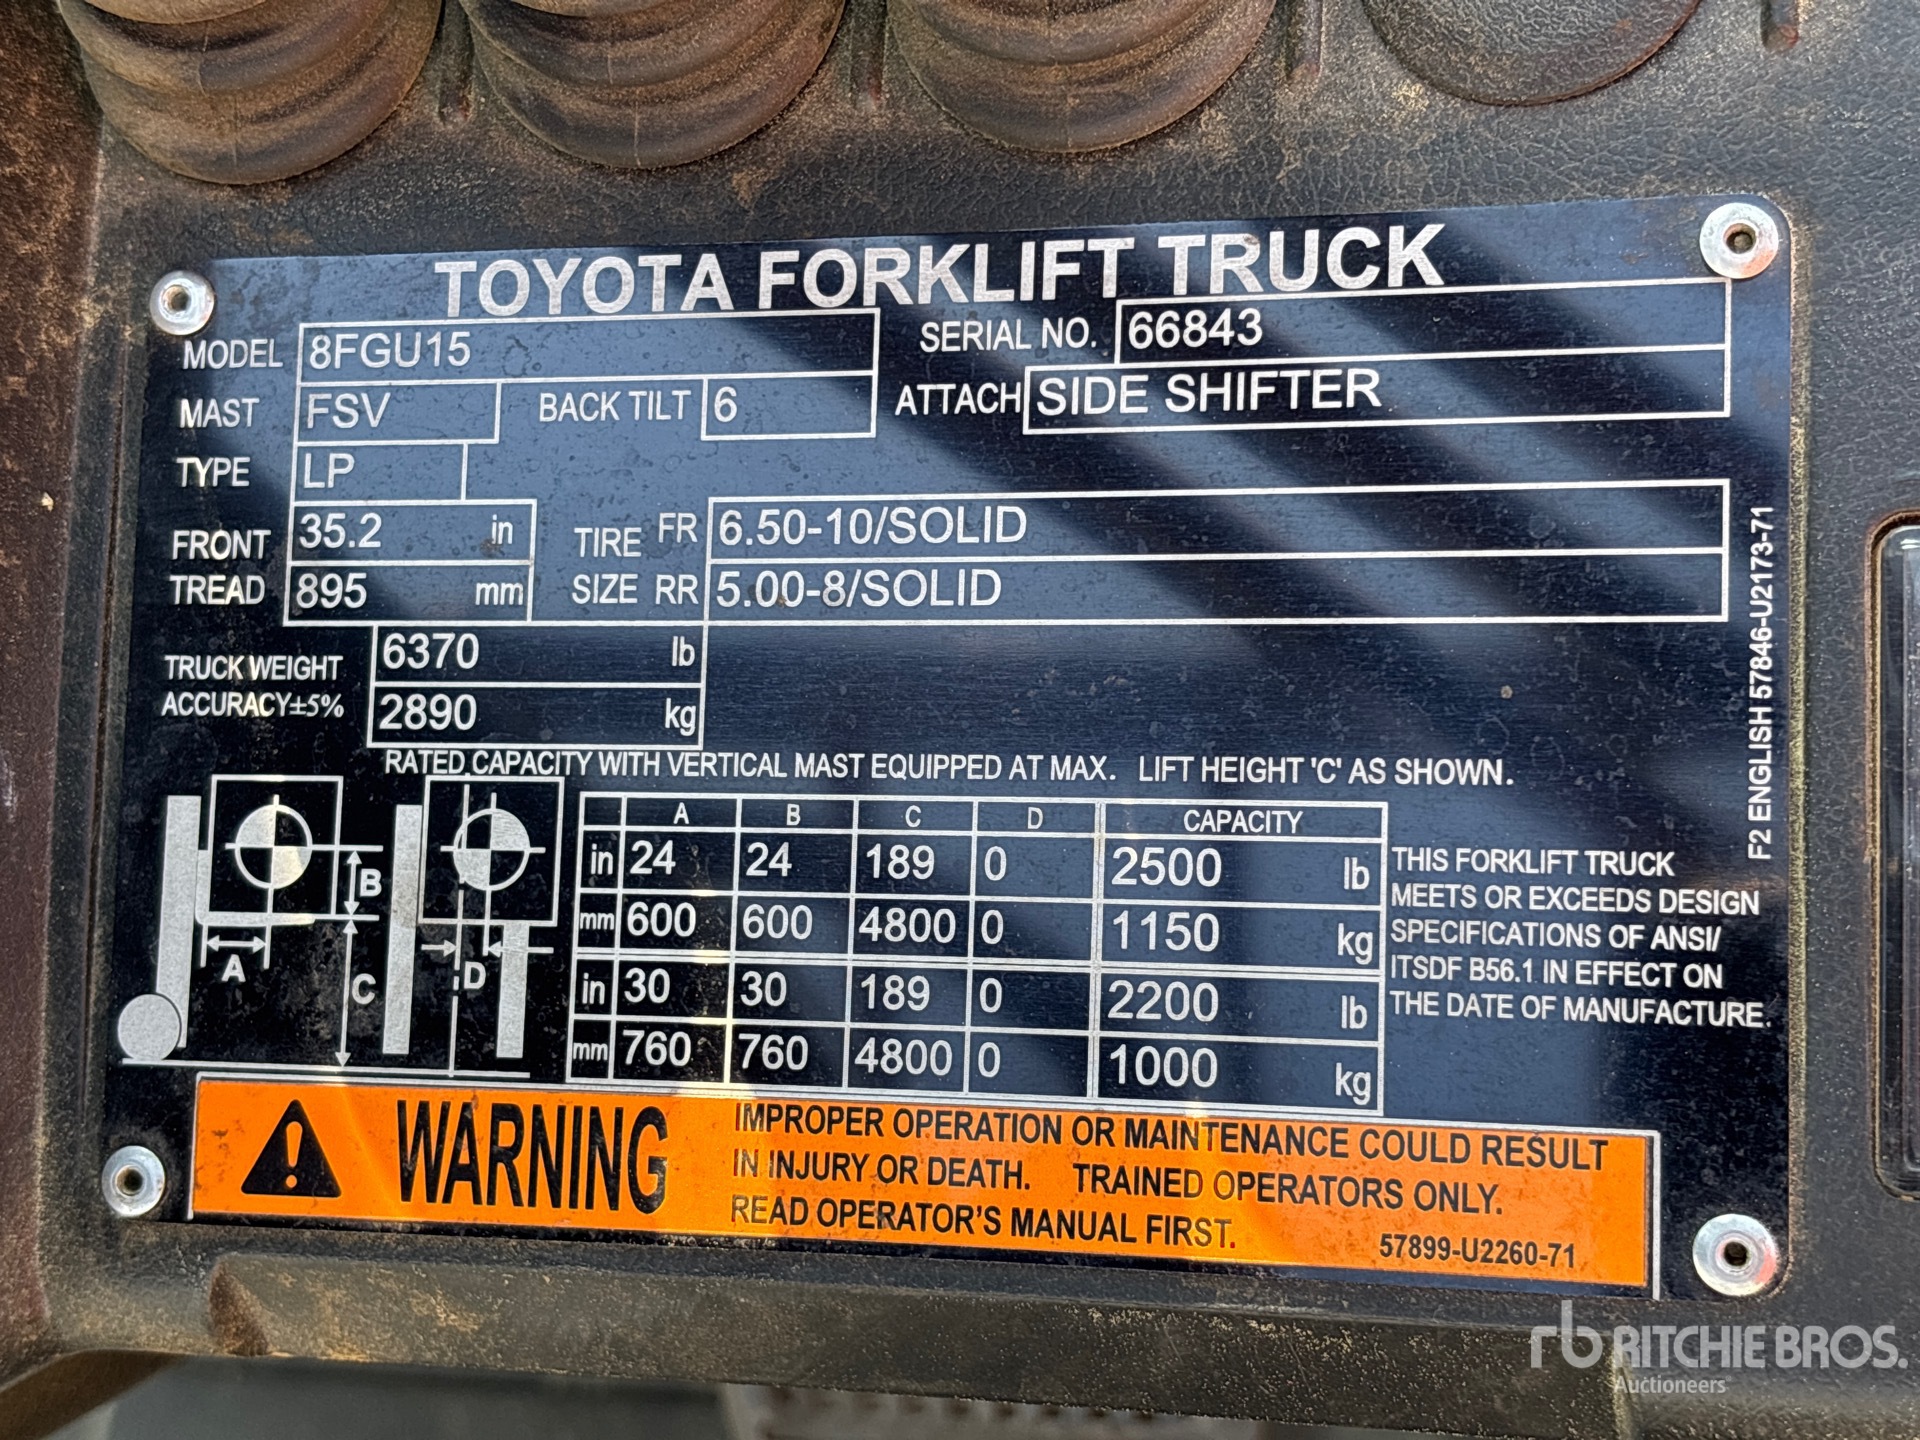 TOYOTA FORKLIFT TRUCK
MODEL 8FGU15 SERIAL NO. 66843
MAST FSV BACK TILT 6 ATTACH SIDE SHIFTER
TYPE LP
FRONT TREAD 35.2 in TIRE SIZE FR 6.50-10/SOLID
895 mm RR 5.00-8/SOLID
TRUCK WEIGHT 6370 lb
ACCURACY±5% 2890 kg
RATED CAPACITY WITH VERTICAL MAST EQUIPPED AT MAX. LIFT HEIGHT 'C' AS SHOWN.
A B C D CAPACITY
in 24 24 189 0 2500 lb
mm 600 600 4800 0 1150 kg
in 30 30 189 0 2200 lb
mm 760 760 4800 0 1000 kg
B
A
C
D
THIS FORKLIFT TRUCK
MEETS OR EXCEEDS DESIGN
SPECIFICATIONS OF ANSI/
ITSDF B56.1 IN EFFECT ON
THE DATE OF MANUFACTURE.
F2 ENGLISH 57846-U2173-71
WARNING
IMPROPER OPERATION OR MAINTENANCE COULD RESULT
IN INJURY OR DEATH. TRAINED OPERATORS ONLY.
READ OPERATOR'S MANUAL FIRST.
57899-U2260-71
rb RITCHIE BROS.
Auctioneers